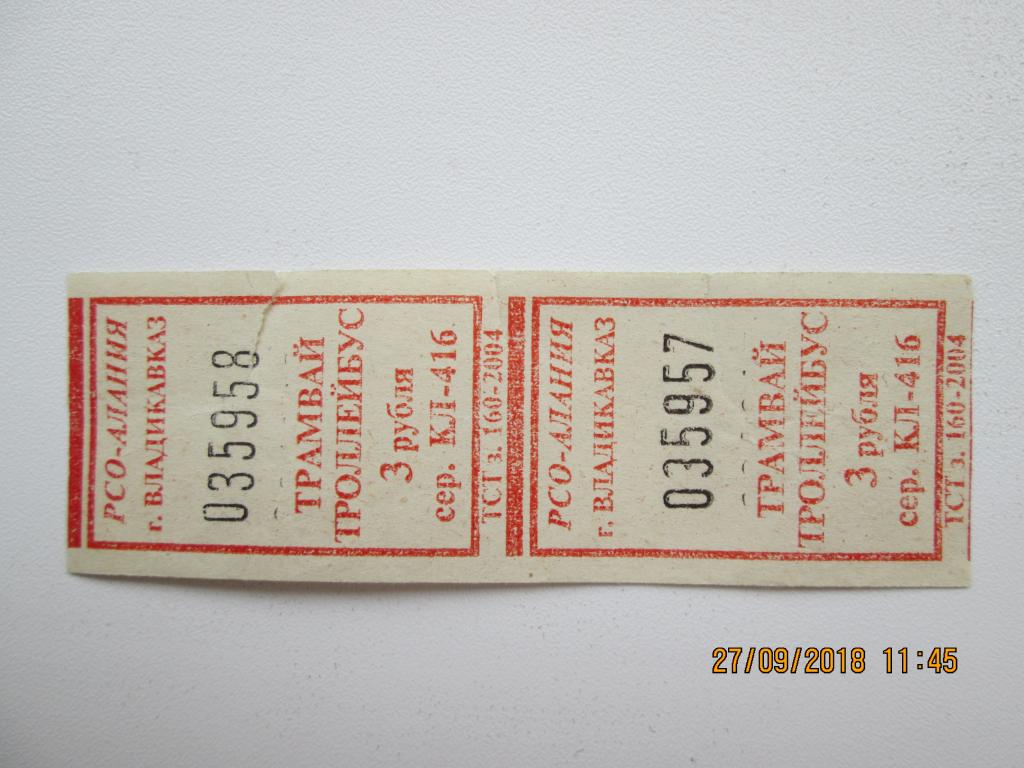 РСО-АЛАНИЯ
г. ВЛАДИКАВКАЗ
035958
ТРАМВАЙ
ТРОЛЛЕЙБУС
3 рубля
сер. КЛ-416
ТСТ з. 160-2004
РСО-АЛАНИЯ
г. ВЛАДИКАВКАЗ
035957
ТРАМВАЙ
ТРОЛЛЕЙБУС
3 рубля
сер. КЛ-416
ТСТ з. 160-2004
27/09/2018 11:45